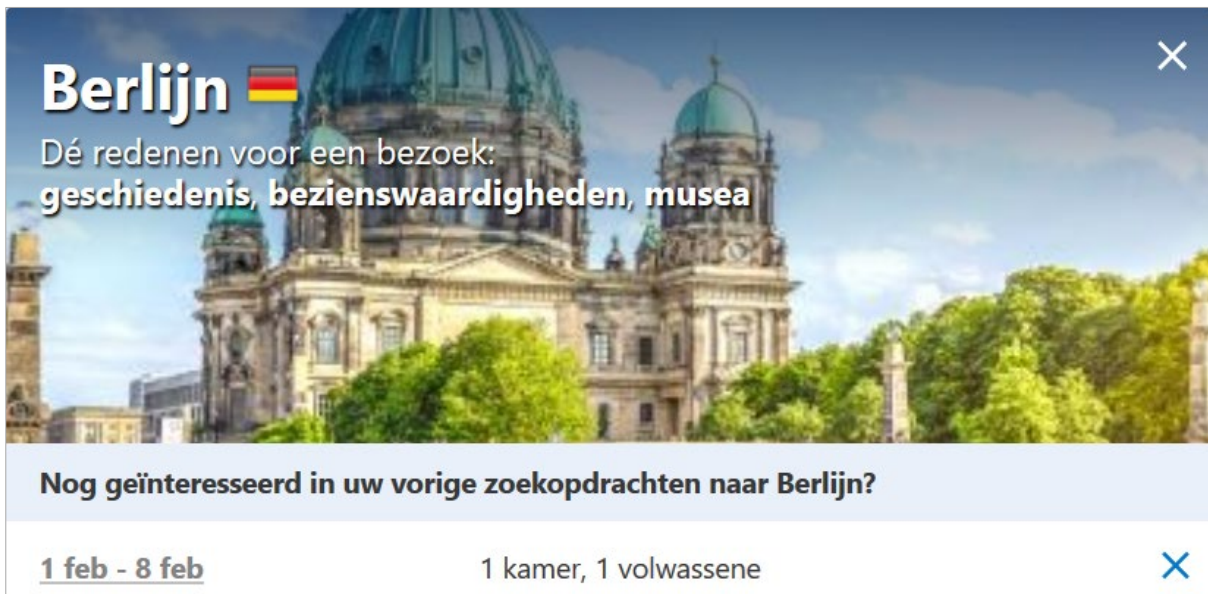 Berlijn
Dé redenen voor een bezoek:
geschiedenis, bezienswaardigheden, musea
Nog geïnteresseerd in uw vorige zoekopdrachten naar Berlijn?
1 feb - 8 feb 1 kamer, 1 volwassene